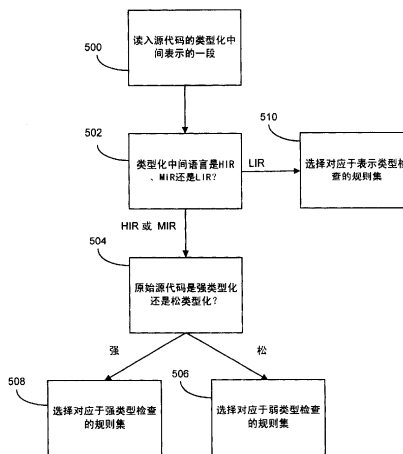 读入源代码的类型化中
间表示的一段
500
510
502
类型化中间语言是HIR
、MIR还是LIR?
LIR
选择对应于表示类型检
查的规则集
HIR 或 MIR
504
原始源代码是强类型化
还是松类型化?
强
松
508
506
选择对应于强类型检查
的规则集
选择对应于弱类型检查
的规则集